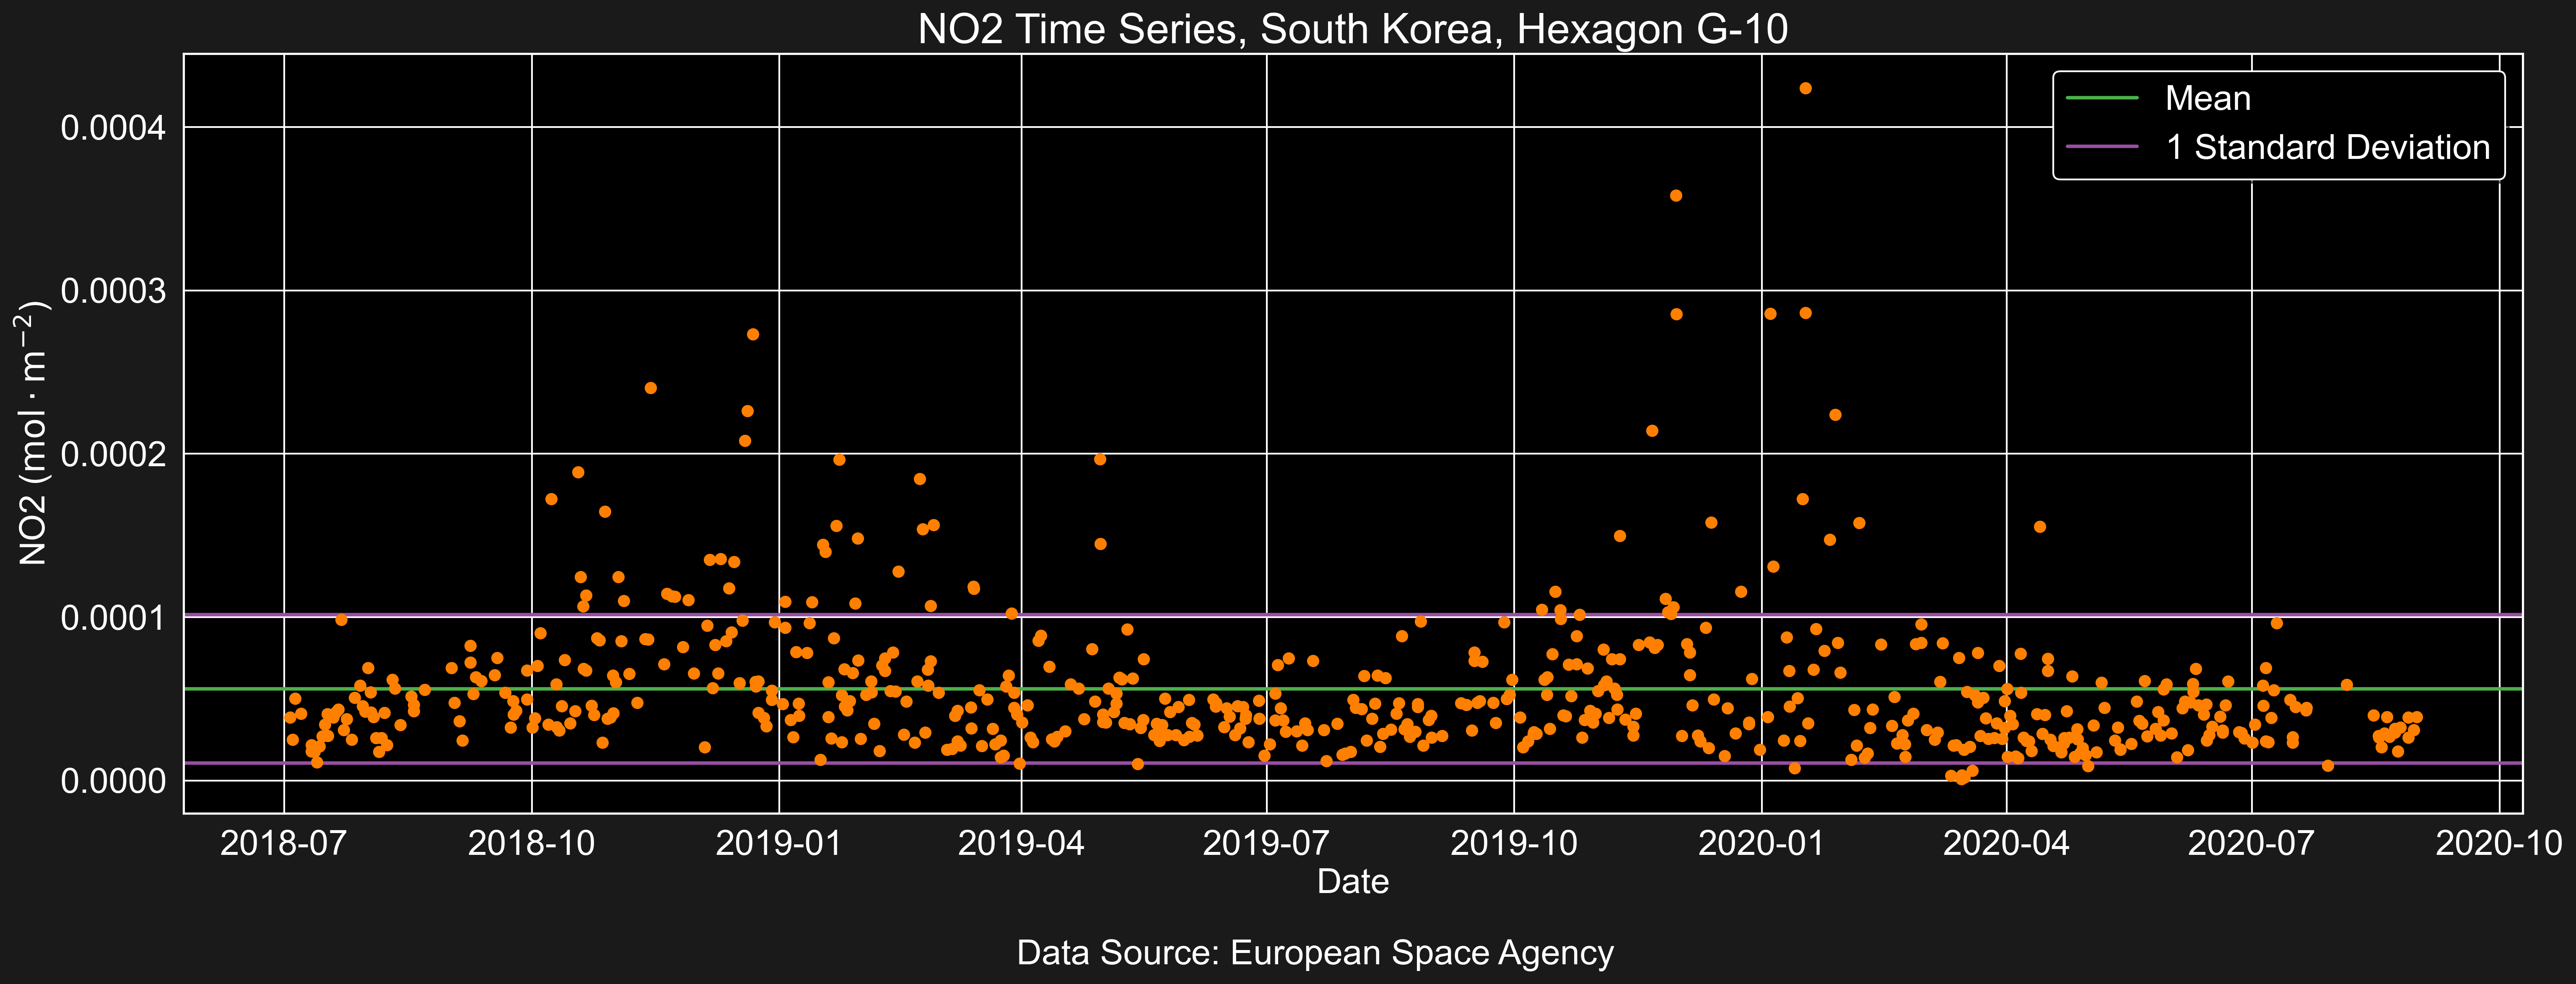 NO2 Time Series, South Korea, Hexagon G-10
Mean
1 Standard Deviation
NO2 (mol · m⁻²)
0.0004
0.0003
0.0002
0.0001
0.0000
2018-07 2018-10 2019-01 2019-04 2019-07 2019-10 2020-01 2020-04 2020-07 2020-10
Date
Data Source: European Space Agency